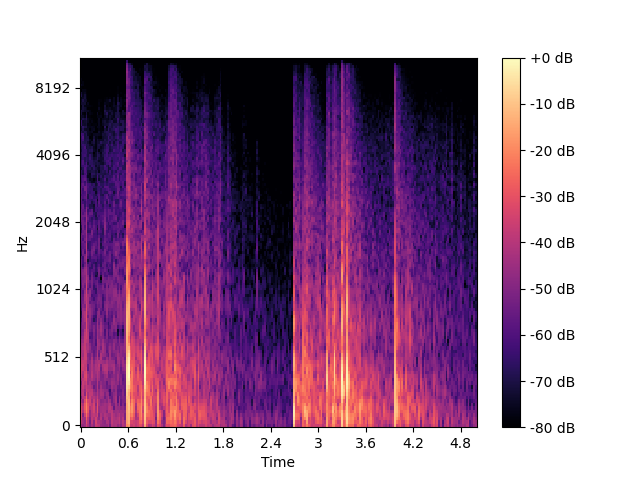 8192
4096
2048
1024
512
0
Hz
0 0.6 1.2 1.8 2.4 3 3.6 4.2 4.8
Time
+0 dB
-10 dB
-20 dB
-30 dB
-40 dB
-50 dB
-60 dB
-70 dB
-80 dB